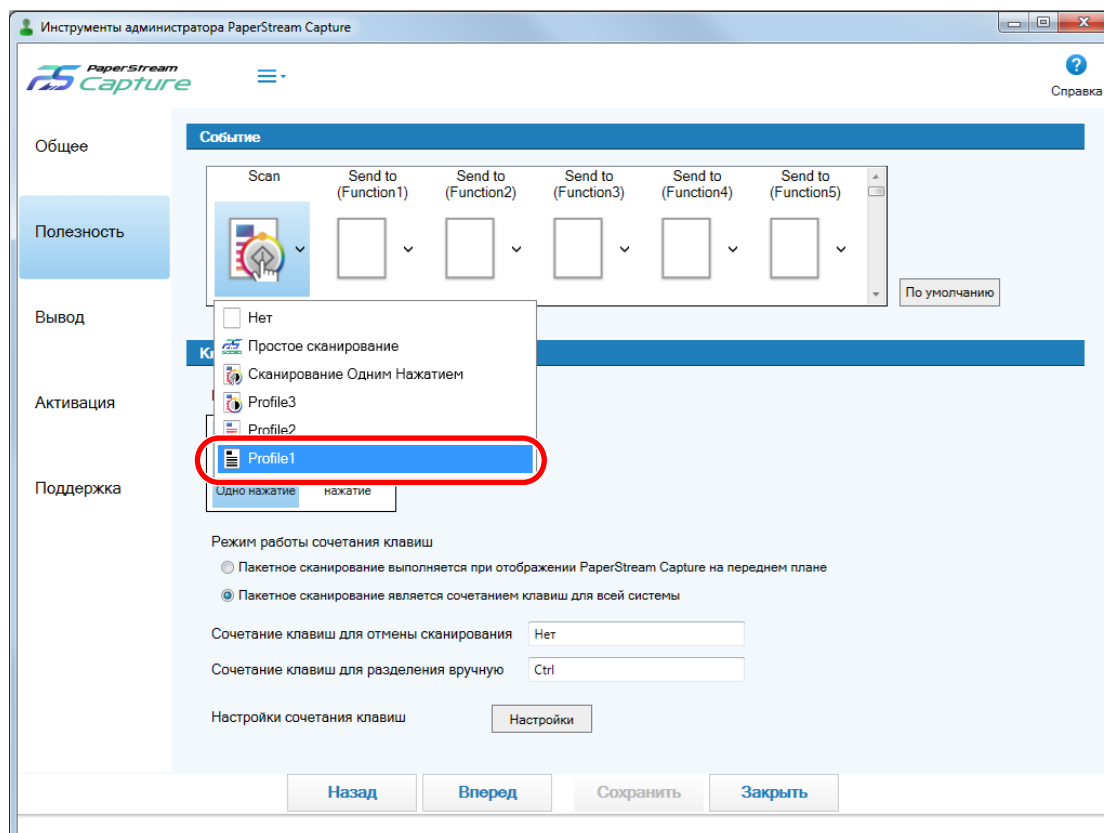 Инструменты администратора PaperStream Capture
PaperStream
Capture
Справка
Общее
Полезность
Вывод
Активация
Поддержка
Событие
Scan
Send to
(Function1)
Send to
(Function2)
Send to
(Function3)
Send to
(Function4)
Send to
(Function5)
По умолчанию
Нет
Простое сканирование
Сканирование Одним Нажатием
Profile3
Profile2
Profile1
Одно нажатие
нажатие
Режим работы сочетания клавиш
Пакетное сканирование выполняется при отображении PaperStream Capture на переднем плане
Пакетное сканирование является сочетанием клавиш для всей системы
Сочетание клавиш для отмены сканирования Нет
Сочетание клавиш для разделения вручную Ctrl
Настройки сочетания клавиш Настройки
Назад Вперед Сохранить Закрыть